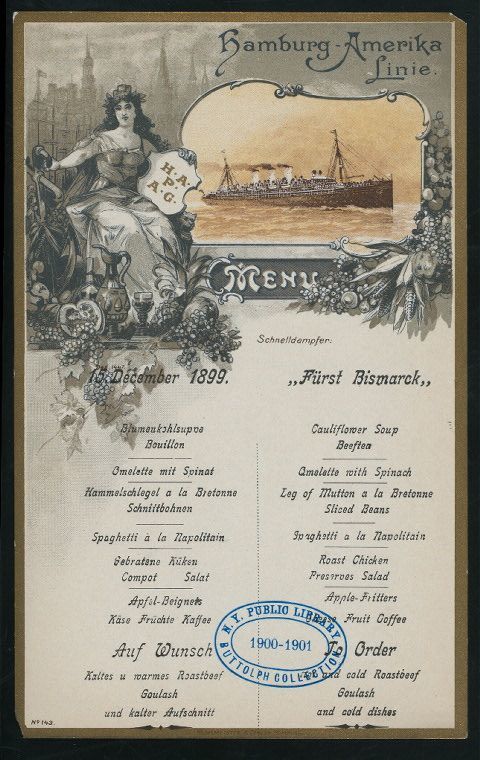 Hamburg-Amerika
Linie.
H. A.
P.
A. G.
MENU
Schnelldampfer:
15. December 1899.
„Fürst Bismarck„
Blumenkohlsuppe
Bouillon
Omelette mit Spinat
Hammelschlegel a la Bretonne
Schnittbohnen
Spaghetti à la Napolitain
Gebratene Küken
Compot Salat
Apfel-Beignets
Käse Früchte Kaffee
Auf Wunsch
Kaltes u warmes Roastbeef
Goulash
und kalter Aufschnitt
Cauliflower Soup
Beeftea
Omelette with Spinach
Leg of Mutton a la Bretonne
Sliced Beans
Spaghetti a la Napolitain
Roast Chicken
Preserves Salad
Apple-Fritters
Fruit Coffee
To Order
and cold Roastbeef
Goulash
and cold dishes
N.Y. PUBLIC LIBRARY
1900-1901
BUTTOLPH COLLECTION
No 143.